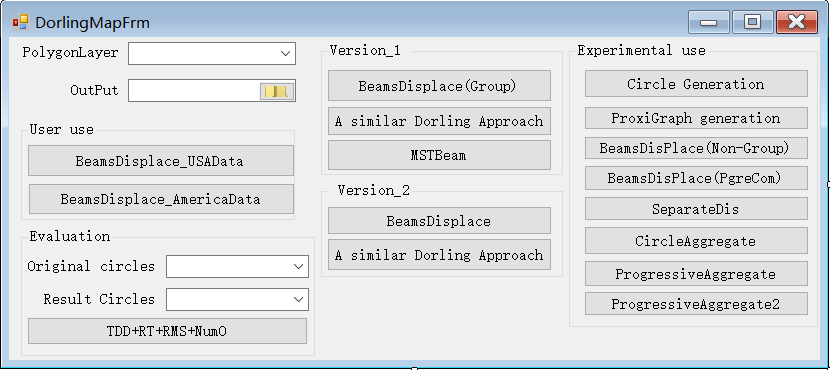 DorlingMapFrm
PolygonLayer
OutPut
User use
BeamsDisplace_USAData
BeamsDisplace_AmericaData
Evaluation
Original circles
Result Circles
TDD+RT+RMS+NumO
Version_1
BeamsDisplace(Group)
A similar Dorling Approach
MSTBeam
Version_2
BeamsDisplace
A similar Dorling Approach
Experimental use
Circle Generation
ProxiGraph generation
BeamsDisPlace(Non-Group)
BeamsDisPlace(PgreCom)
SeparateDis
CircleAggregate
ProgressiveAggregate
ProgressiveAggregate2